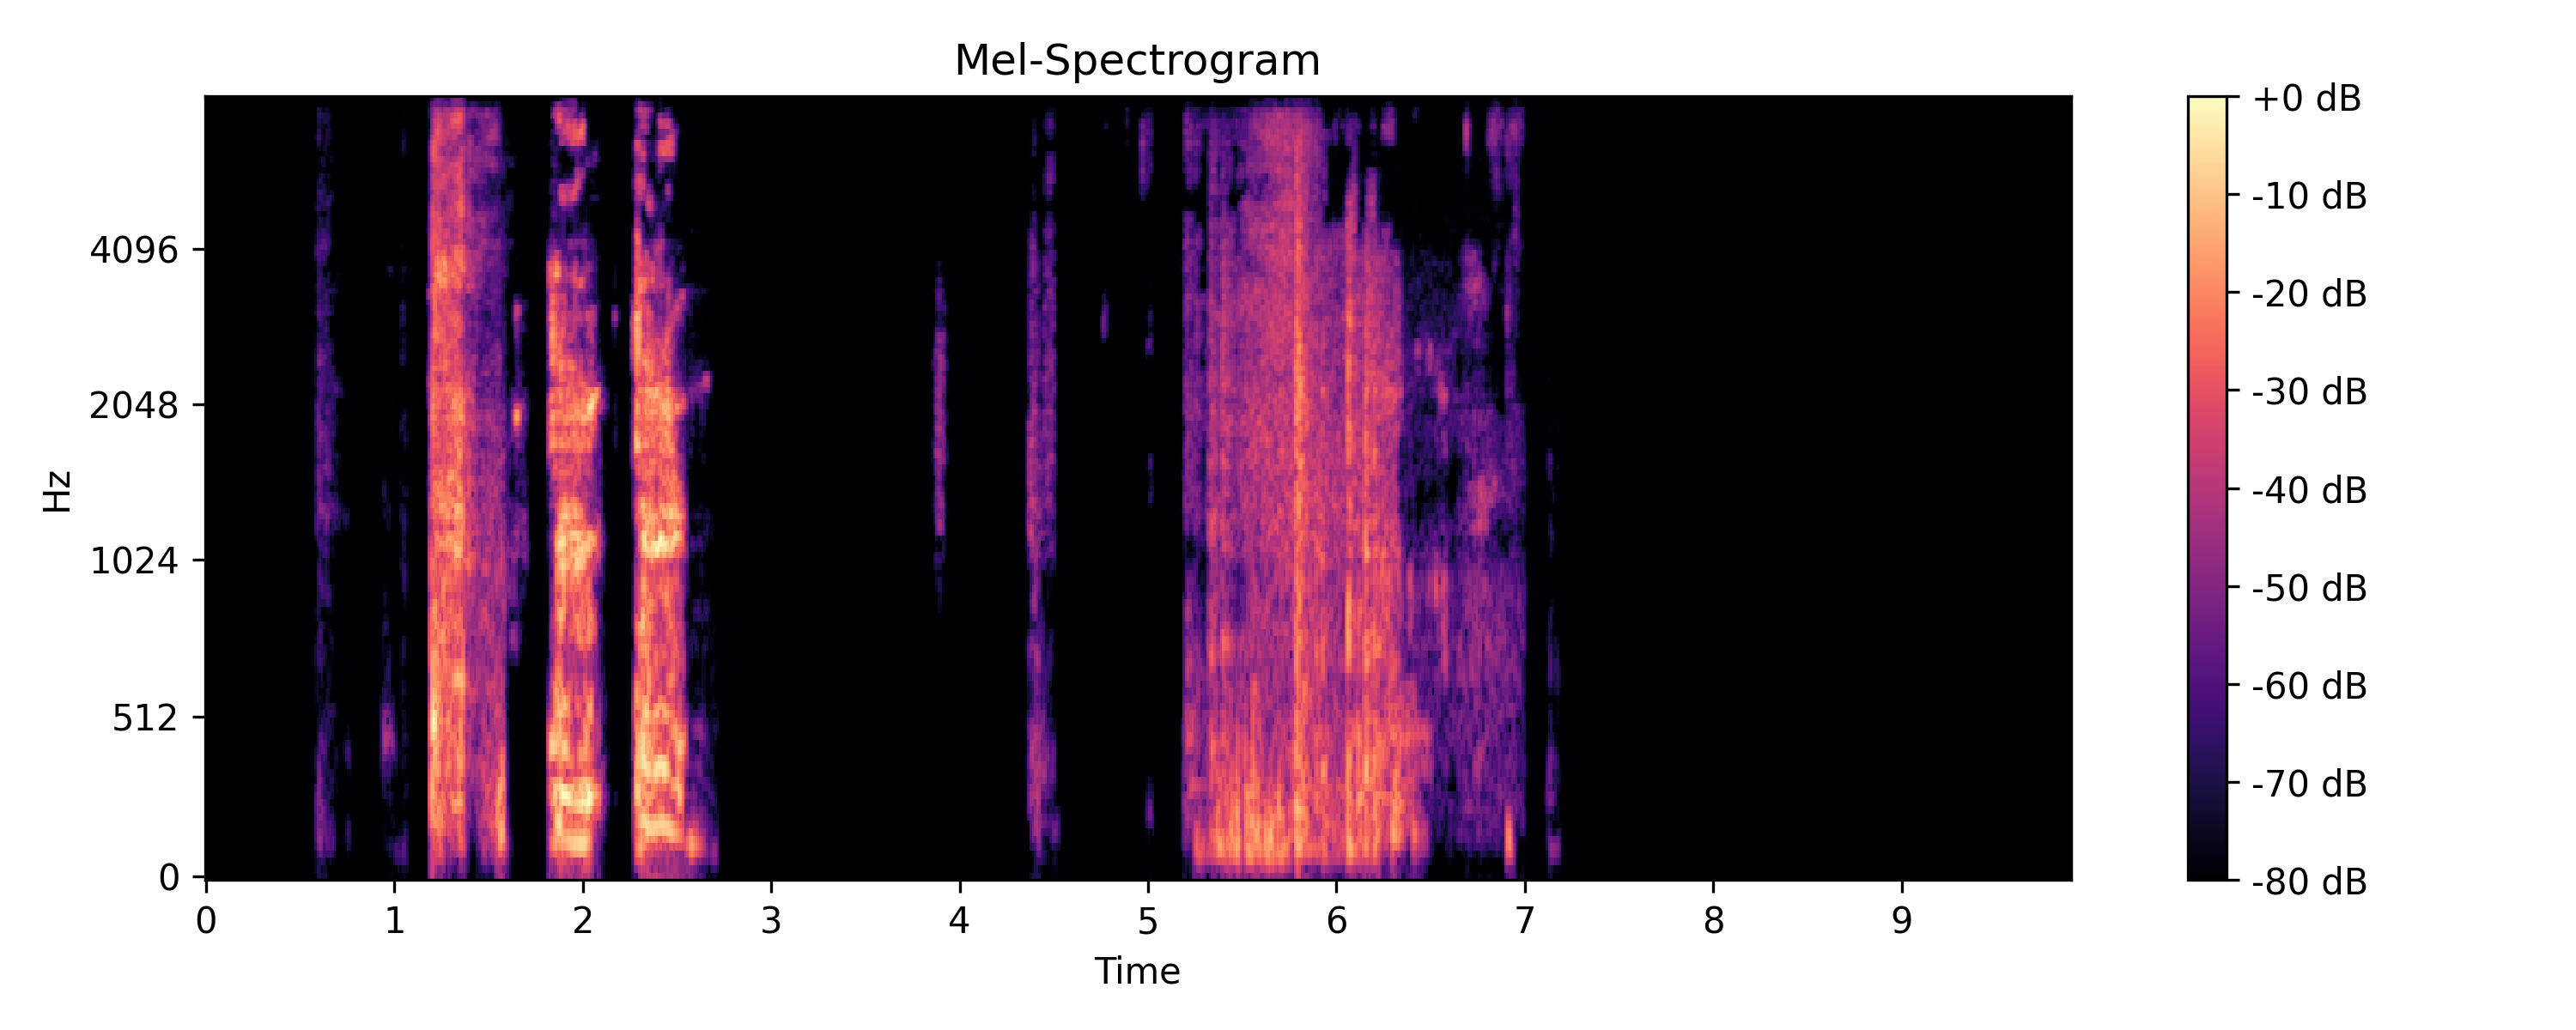 Mel-Spectrogram
Hz
4096
2048
1024
512
0
0 1 2 3 4 5 6 7 8 9
Time
+0 dB
-10 dB
-20 dB
-30 dB
-40 dB
-50 dB
-60 dB
-70 dB
-80 dB